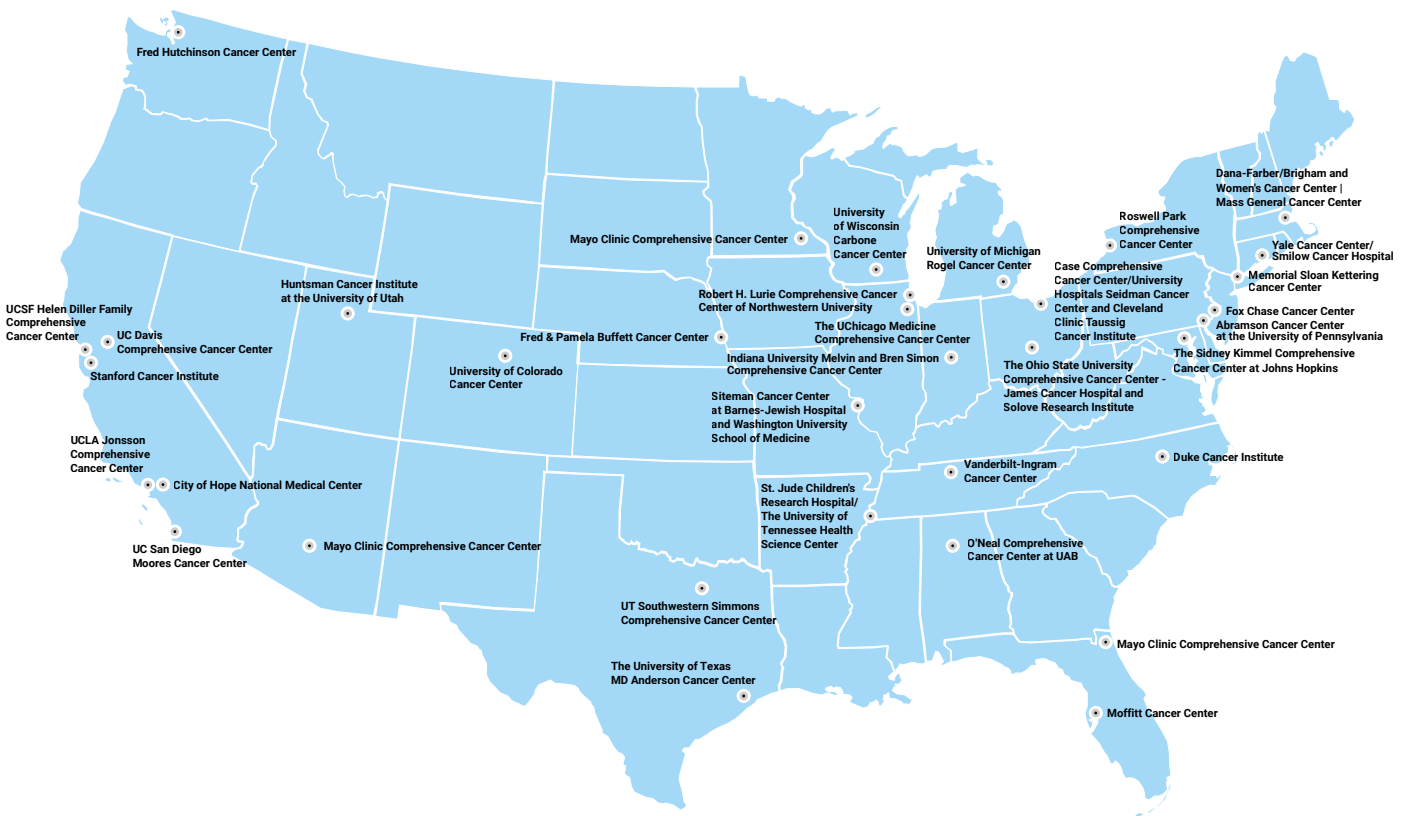 Fred Hutchinson Cancer Center
Dana-Farber/Brigham and
Women's Cancer Center |
Mass General Cancer Center
University
of Wisconsin
Carbone
Cancer Center
Roswell Park
Comprehensive
Cancer Center
Mayo Clinic Comprehensive Cancer Center
University of Michigan
Rogel Cancer Center
Yale Cancer Center/
Smilow Cancer Hospital
Case Comprehensive
Cancer Center/University
Hospitals Seidman Cancer
Center and Cleveland
Clinic Taussig
Cancer Institute
Memorial Sloan Kettering
Cancer Center
Huntsman Cancer Institute
at the University of Utah
Robert H. Lurie Comprehensive Cancer
Center of Northwestern University
UCSF Helen Diller Family
Comprehensive
Cancer Center
Fox Chase Cancer Center
Abramson Cancer Center
at the University of Pennsylvania
The UChicago Medicine
Comprehensive Cancer Center
UC Davis
Comprehensive Cancer Center
Fred & Pamela Buffett Cancer Center
The Sidney Kimmel Comprehensive
Cancer Center at Johns Hopkins
Indiana University Melvin and Bren Simon
Comprehensive Cancer Center
The Ohio State University
Comprehensive Cancer Center -
James Cancer Hospital and
Solove Research Institute
Stanford Cancer Institute
University of Colorado
Cancer Center
Siteman Cancer Center
at Barnes-Jewish Hospital
and Washington University
School of Medicine
UCLA Jonsson
Comprehensive
Cancer Center
Duke Cancer Institute
Vanderbilt-Ingram
Cancer Center
City of Hope National Medical Center
St. Jude Children's
Research Hospital/
The University of
Tennessee Health
Science Center
UC San Diego
Moores Cancer Center
Mayo Clinic Comprehensive Cancer Center
O'Neal Comprehensive
Cancer Center at UAB
UT Southwestern Simmons
Comprehensive Cancer Center
Mayo Clinic Comprehensive Cancer Center
The University of Texas
MD Anderson Cancer Center
Moffitt Cancer Center